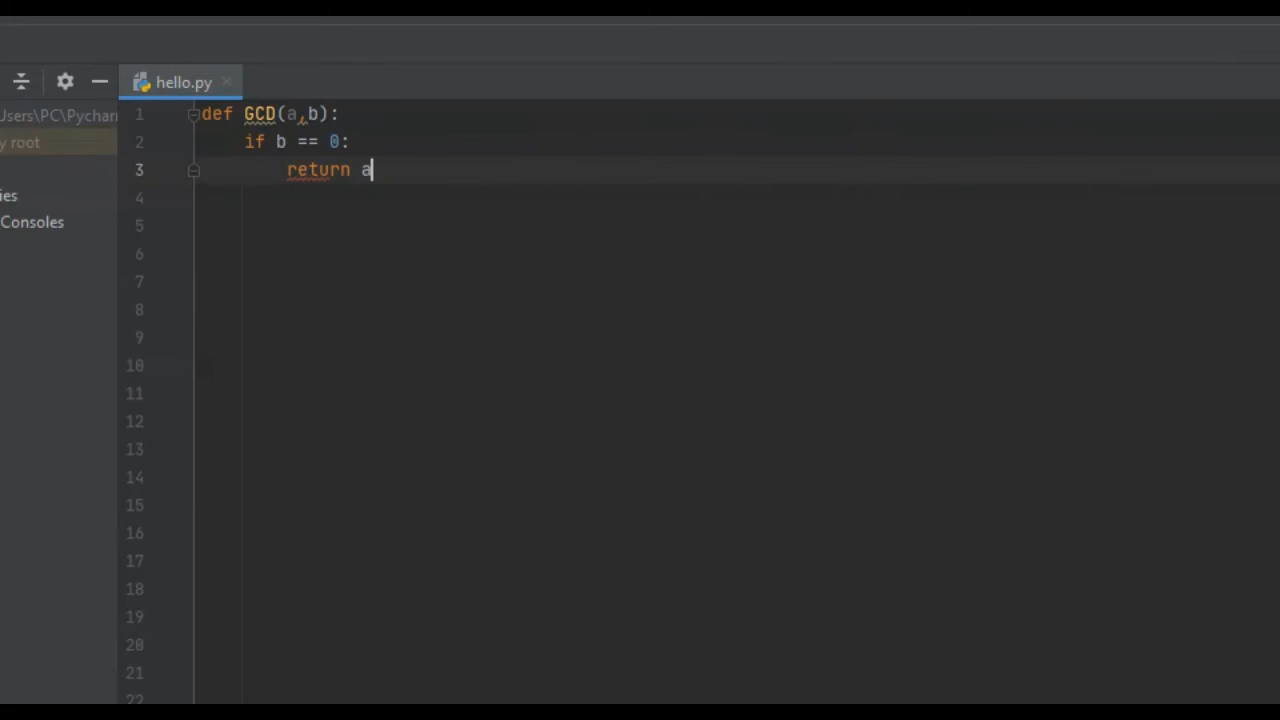 hello.py
Users\PC\Pychar
y root
ies
Consoles
1 def GCD(a,b):
2 if b == 0:
3 return a
4
5
6
7
8
9
10
11
12
13
14
15
16
17
18
19
20
21
22